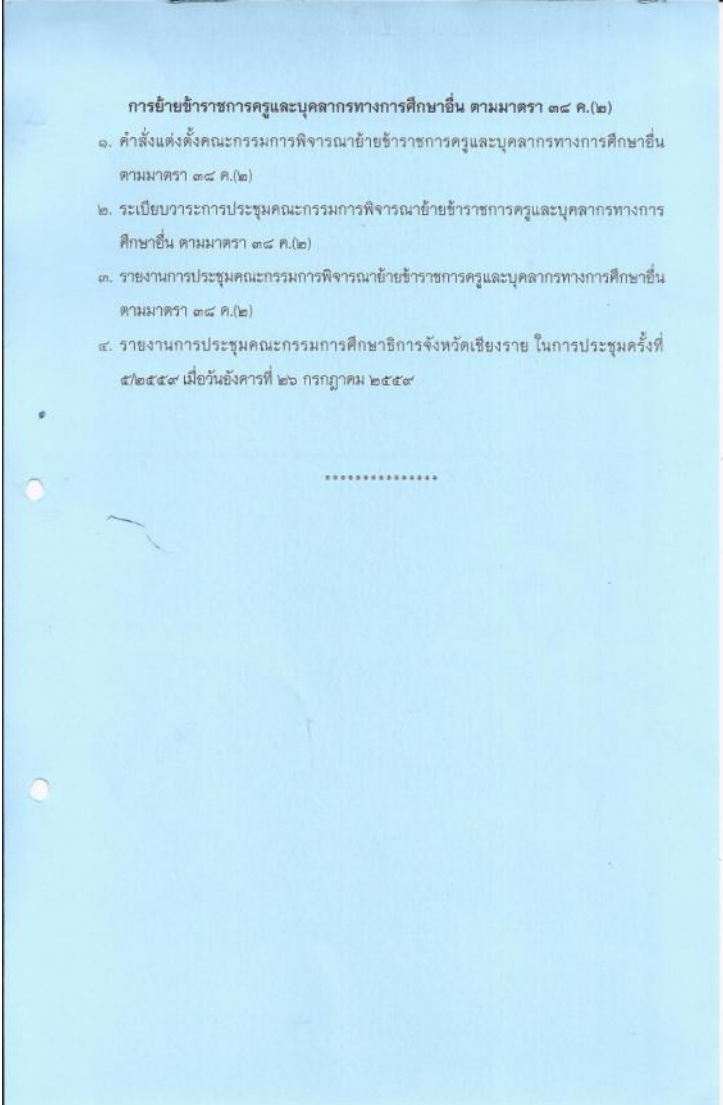 การย้ายข้าราชการครูและบุคลากรทางการศึกษาอื่น ตามมาตรา ๓๘ ค.(๒)
๑. คำสั่งแต่งตั้งคณะกรรมการพิจารณาย้ายข้าราชการครูและบุคลากรทางการศึกษาอื่น
ตามมาตรา ๓๘ ค.(๒)
๒. ระเบียบวาระการประชุมคณะกรรมการพิจารณาย้ายข้าราชการครูและบุคลากรทางการ
ศึกษาอื่น ตามมาตรา ๓๘ ค.(๒)
๓. รายงานการประชุมคณะกรรมการพิจารณาย้ายข้าราชการครูและบุคลากรทางการศึกษาอื่น
ตามมาตรา ๓๘ ค.(๒)
๔. รายงานการประชุมคณะกรรมการศึกษาธิการจังหวัดเชียงราย ในการประชุมครั้งที่
๕/๒๕๕๙ เมื่อวันอังคารที่ ๒๖ กรกฎาคม ๒๕๕๙
***************